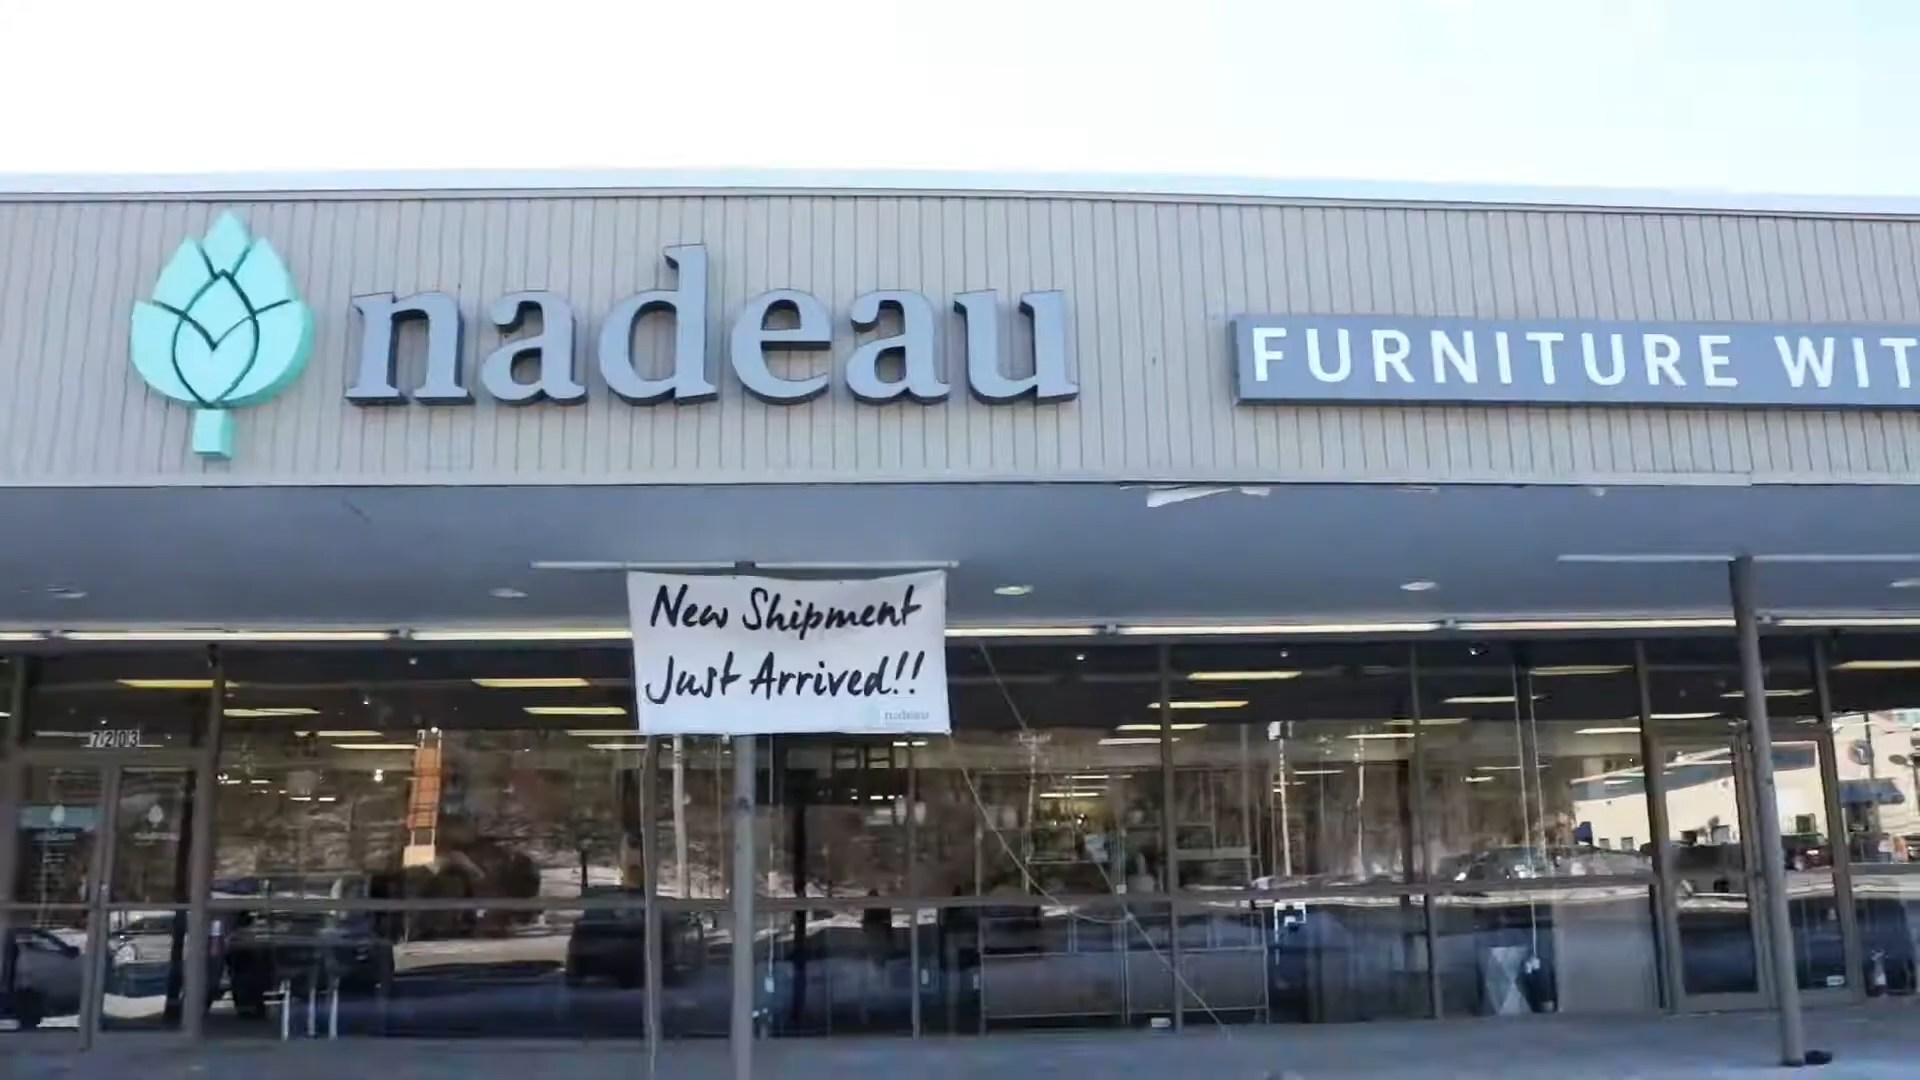 nadeau
FURNITURE WIT
New Shipment
Just Arrived!!
nadeau
7203